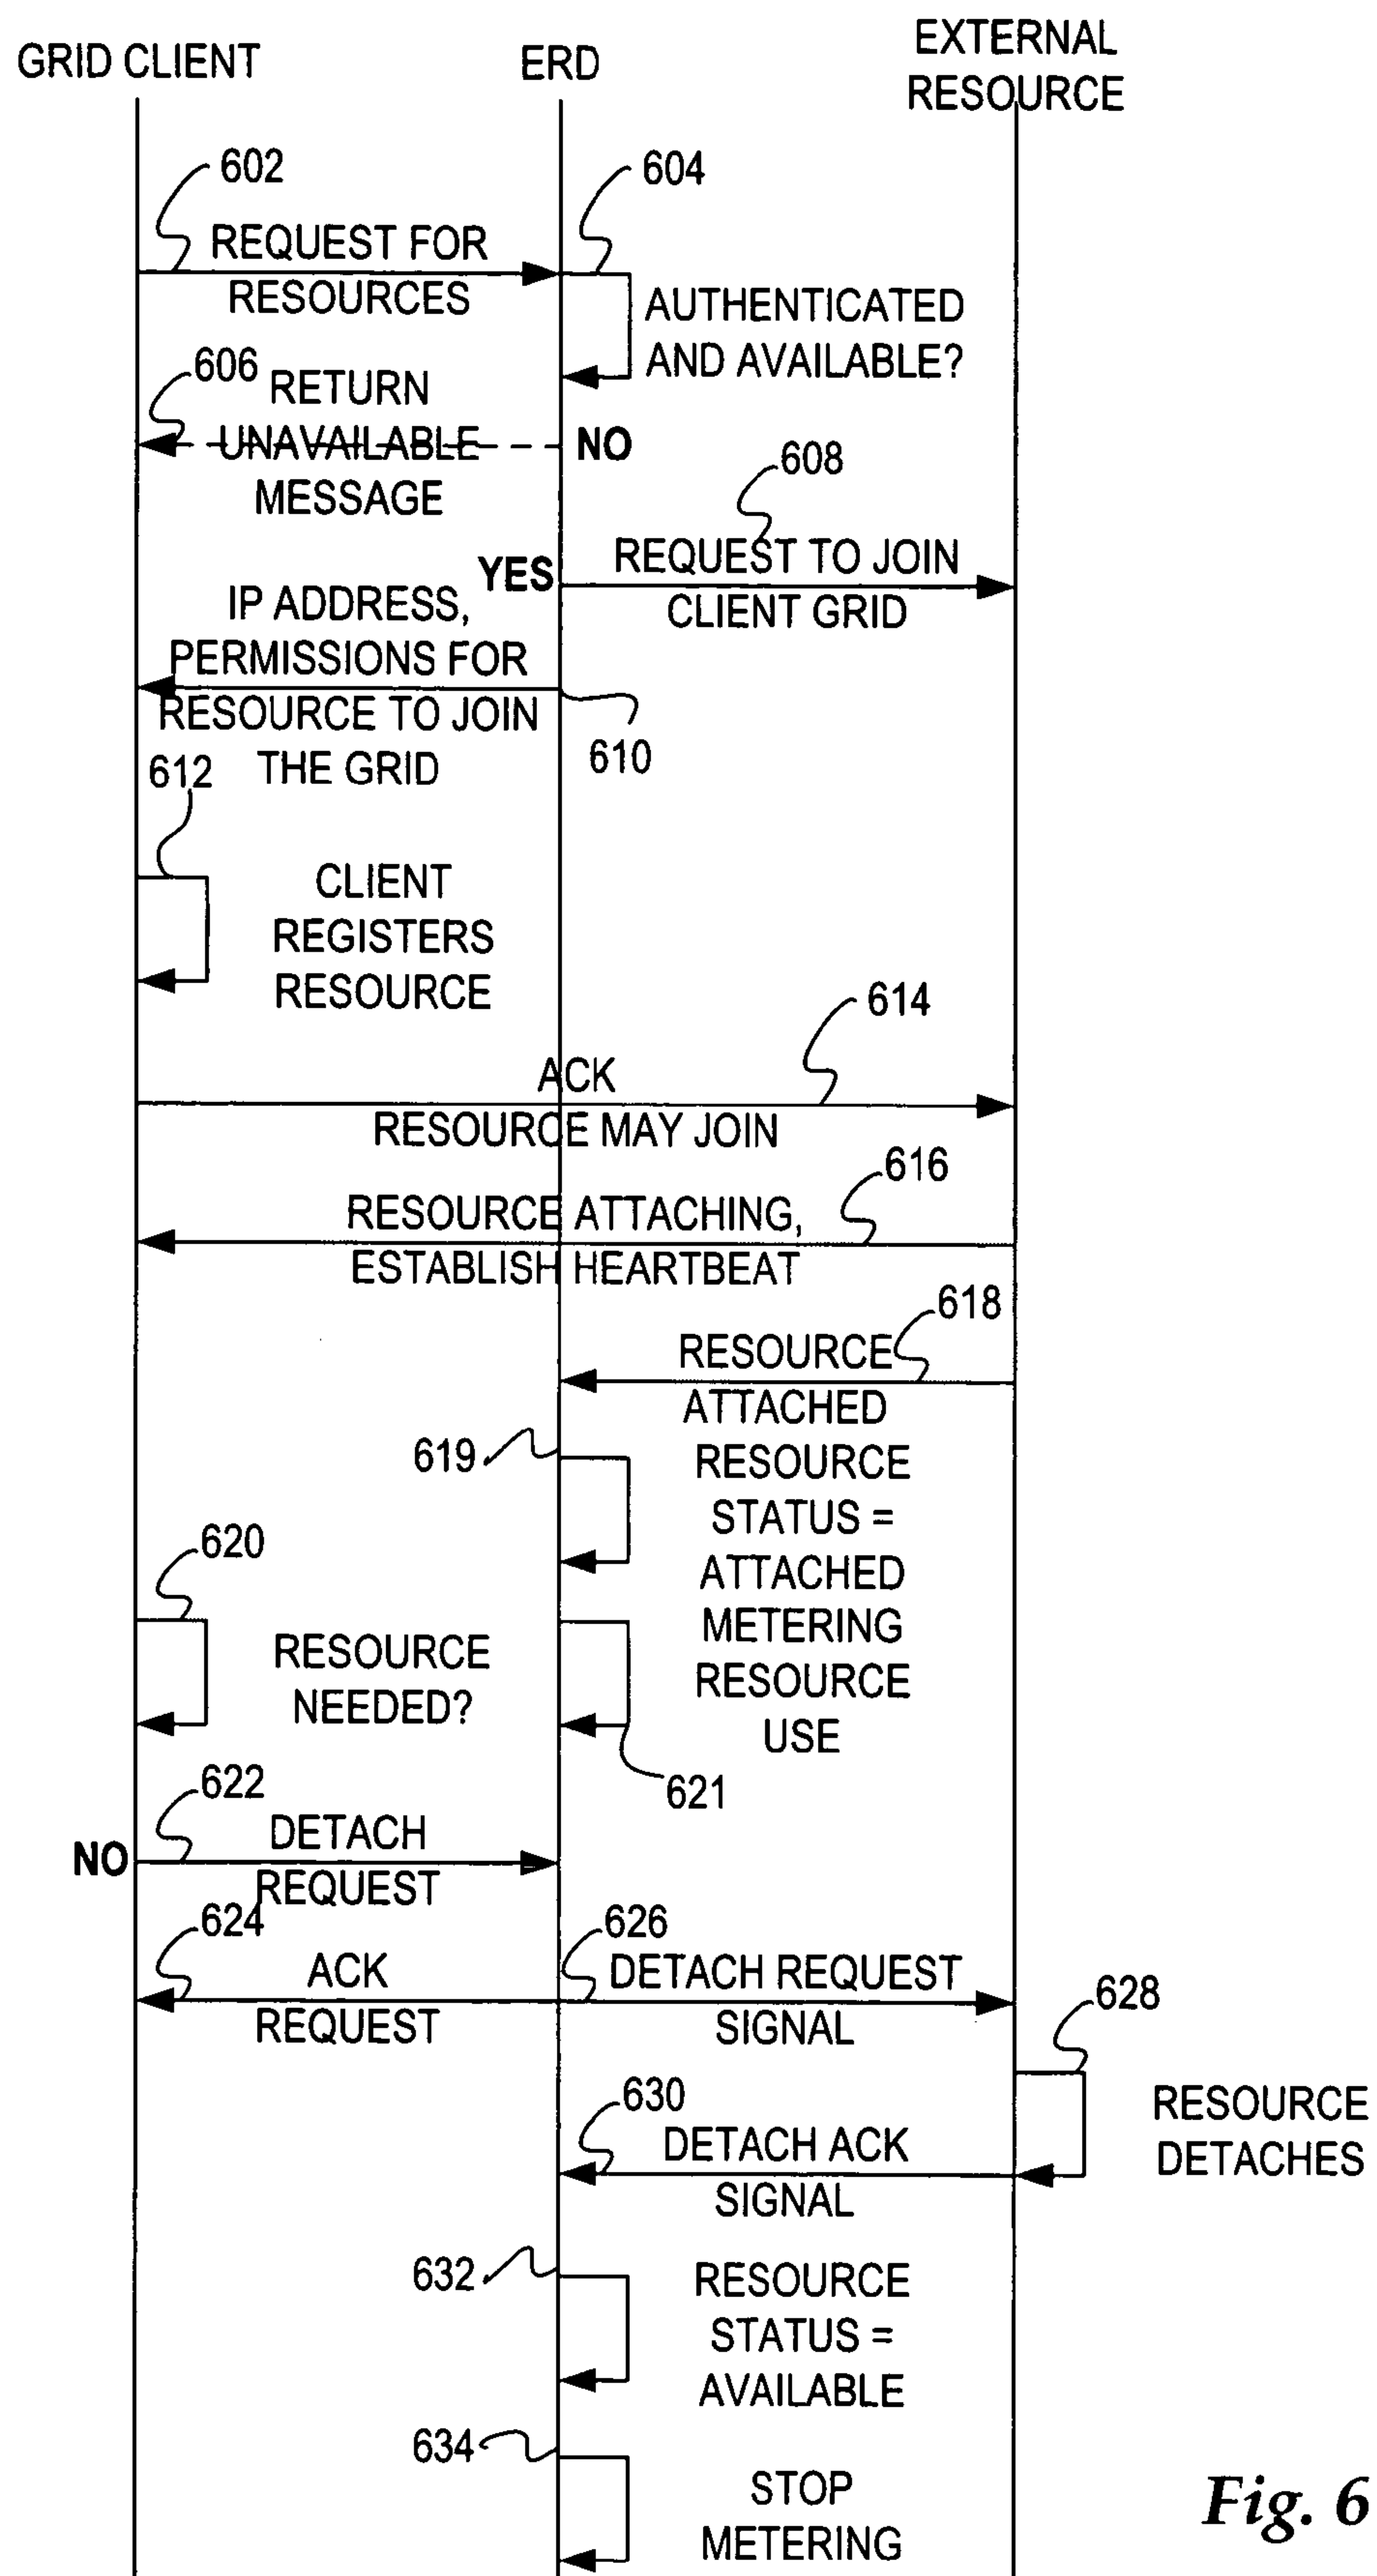 GRID CLIENT
ERD
EXTERNAL
RESOURCE
602
604
REQUEST FOR
RESOURCES
AUTHENTICATED
AND AVAILABLE?
606
RETURN
UNAVAILABLE
MESSAGE
NO
608
REQUEST TO JOIN
CLIENT GRID
YES
IP ADDRESS,
PERMISSIONS FOR
RESOURCE TO JOIN
THE GRID
610
612
CLIENT
REGISTERS
RESOURCE
614
ACK
RESOURCE MAY JOIN
616
RESOURCE ATTACHING,
ESTABLISH HEARTBEAT
618
RESOURCE
ATTACHED
619
RESOURCE
STATUS =
ATTACHED
620
RESOURCE
NEEDED?
METERING
RESOURCE
USE
621
622
NO
DETACH
REQUEST
624
ACK
REQUEST
626
DETACH REQUEST
SIGNAL
628
RESOURCE
DETACHES
630
DETACH ACK
SIGNAL
632
RESOURCE
STATUS =
AVAILABLE
634
STOP
METERING
Fig. 6